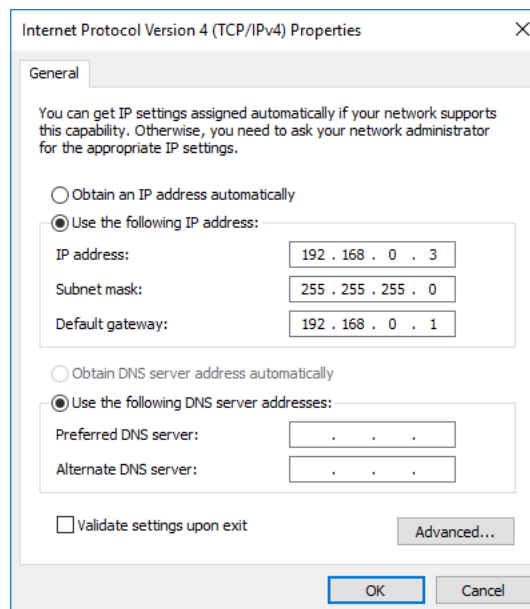 Internet Protocol Version 4 (TCP/IPv4) Properties
General
You can get IP settings assigned automatically if your network supports
this capability. Otherwise, you need to ask your network administrator
for the appropriate IP settings.
Obtain an IP address automatically
Use the following IP address:
IP address: 192 . 168 . 0 . 3
Subnet mask: 255 . 255 . 255 . 0
Default gateway: 192 . 168 . 0 . 1
Obtain DNS server address automatically
Use the following DNS server addresses:
Preferred DNS server: . . .
Alternate DNS server: . . .
Validate settings upon exit
Advanced...
OK Cancel